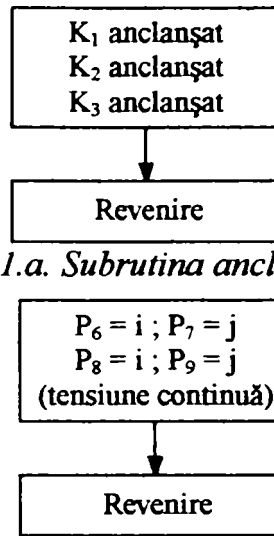 K₁ anclanşat
K₂ anclanşat
K₃ anclanşat
Revenire
1.a. Subrutina ancl
P₆ = i ; P₇ = j
P₈ = i ; P₉ = j
(tensiune continuă)
Revenire